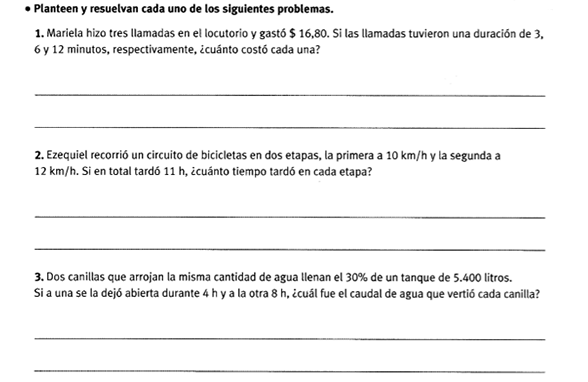 • Planteen y resuelvan cada uno de los siguientes problemas.
1. Mariela hizo tres llamadas en el locutorio y gastó $ 16,80. Si las llamadas tuvieron una duración de 3,
6 y 12 minutos, respectivamente, ¿cuánto costó cada una?
2. Ezequiel recorrió un circuito de bicicletas en dos etapas, la primera a 10 km/h y la segunda a
12 km/h. Si en total tardó 11 h, ¿cuánto tiempo tardó en cada etapa?
3. Dos canillas que arrojan la misma cantidad de agua llenan el 30% de un tanque de 5.400 litros.
Si a una se la dejó abierta durante 4 h y a la otra 8 h, ¿cuál fue el caudal de agua que vertió cada canilla?